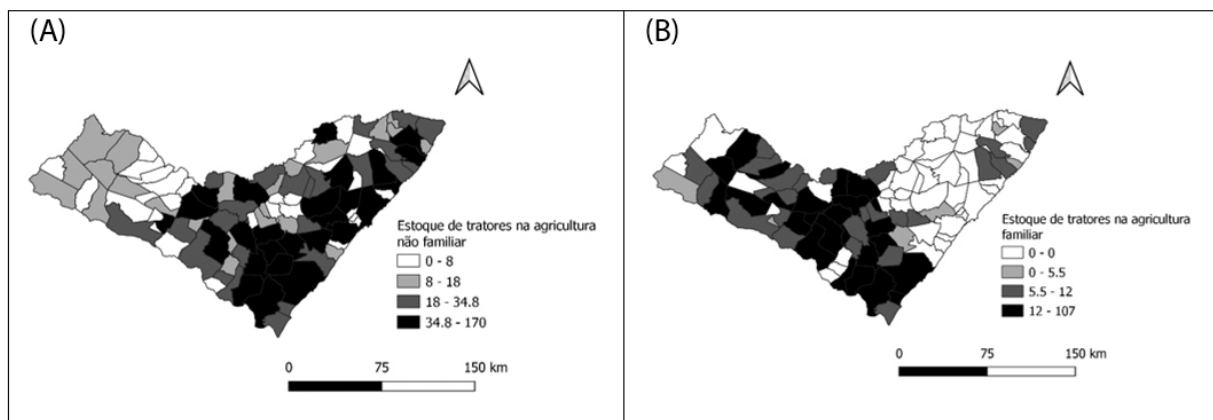 (A)
Estoque de tratores na agricultura
não familiar
0 - 8
8 - 18
18 - 34.8
34.8 - 170
0 75 150 km
(B)
Estoque de tratores na agricultura
familiar
0 - 0
0 - 5.5
5.5 - 12
12 - 107
0 75 150 km